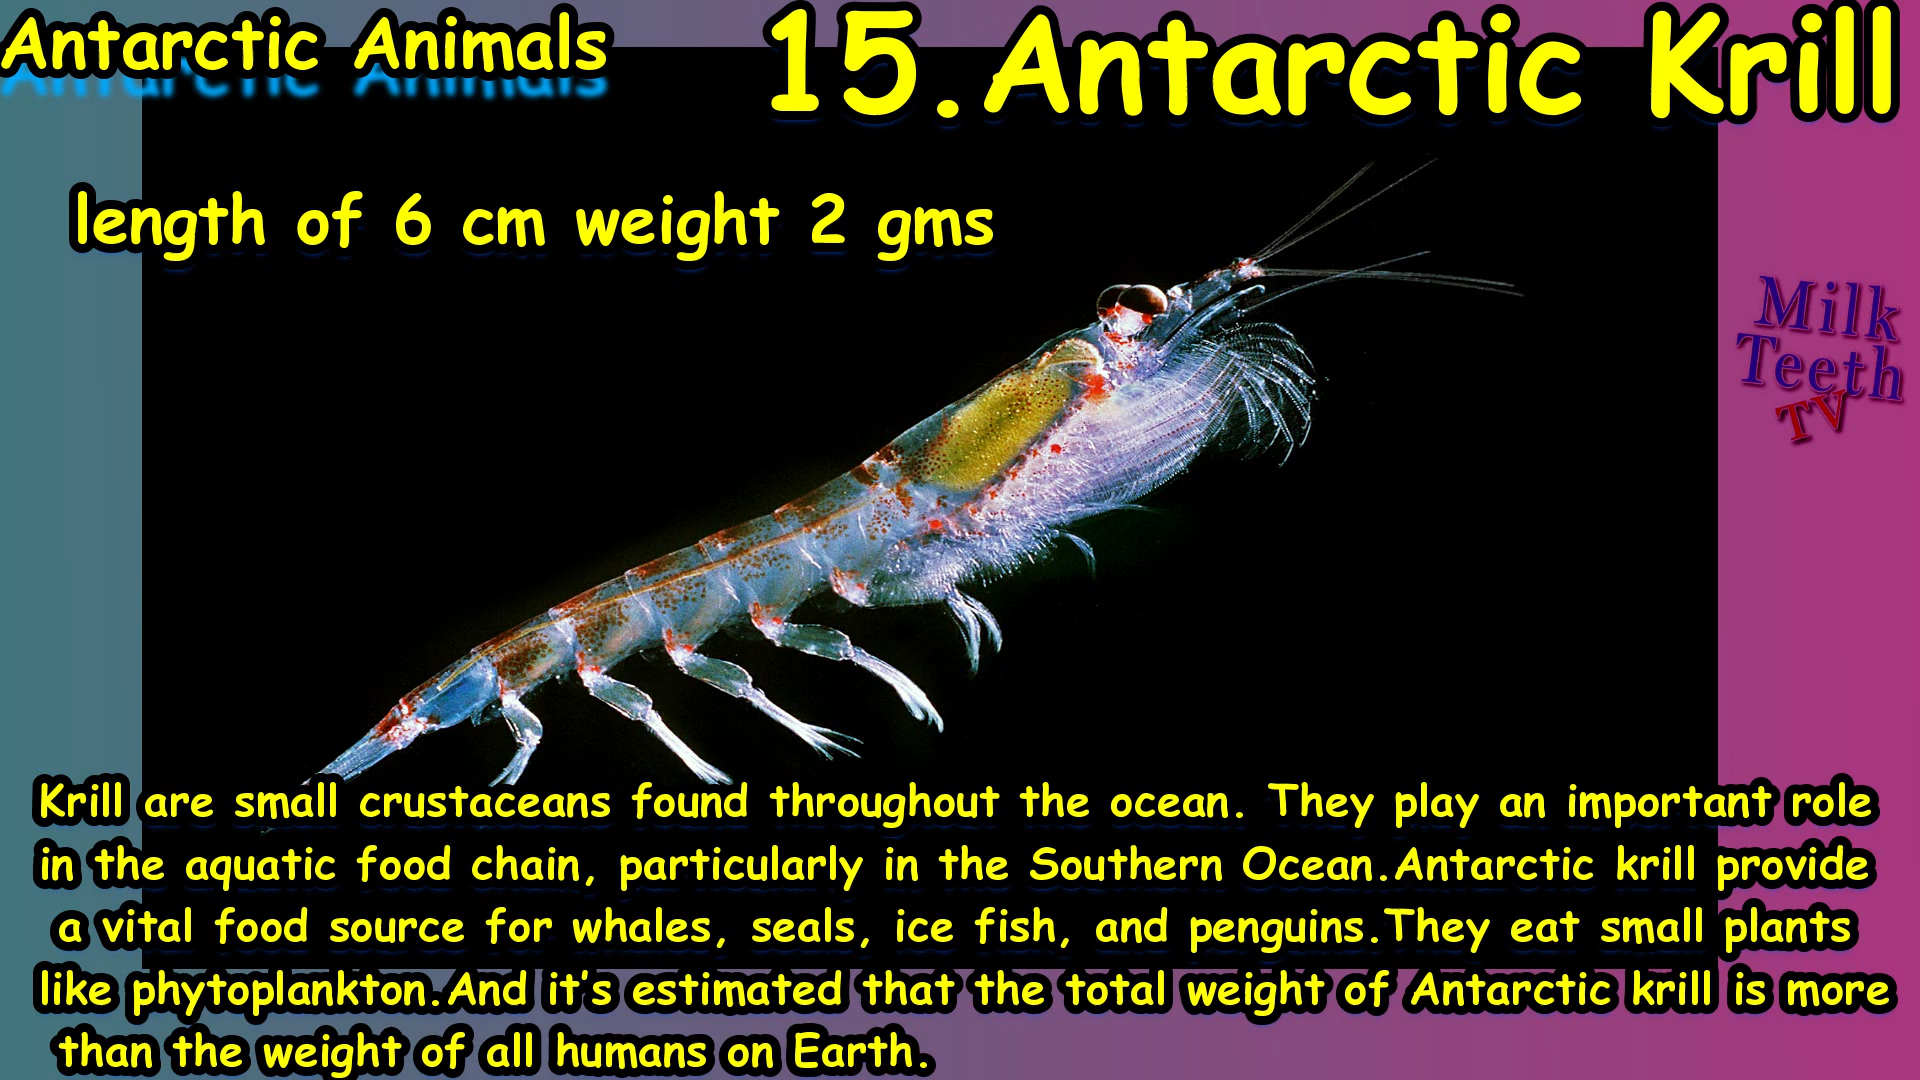 Antarctic Animals
15.Antarctic Krill
length of 6 cm weight 2 gms
Milk
Teeth
TV
Krill are small crustaceans found throughout the ocean. They play an important role
in the aquatic food chain, particularly in the Southern Ocean.Antarctic krill provide
a vital food source for whales, seals, ice fish, and penguins.They eat small plants
like phytoplankton.And it's estimated that the total weight of Antarctic krill is more
than the weight of all humans on Earth.